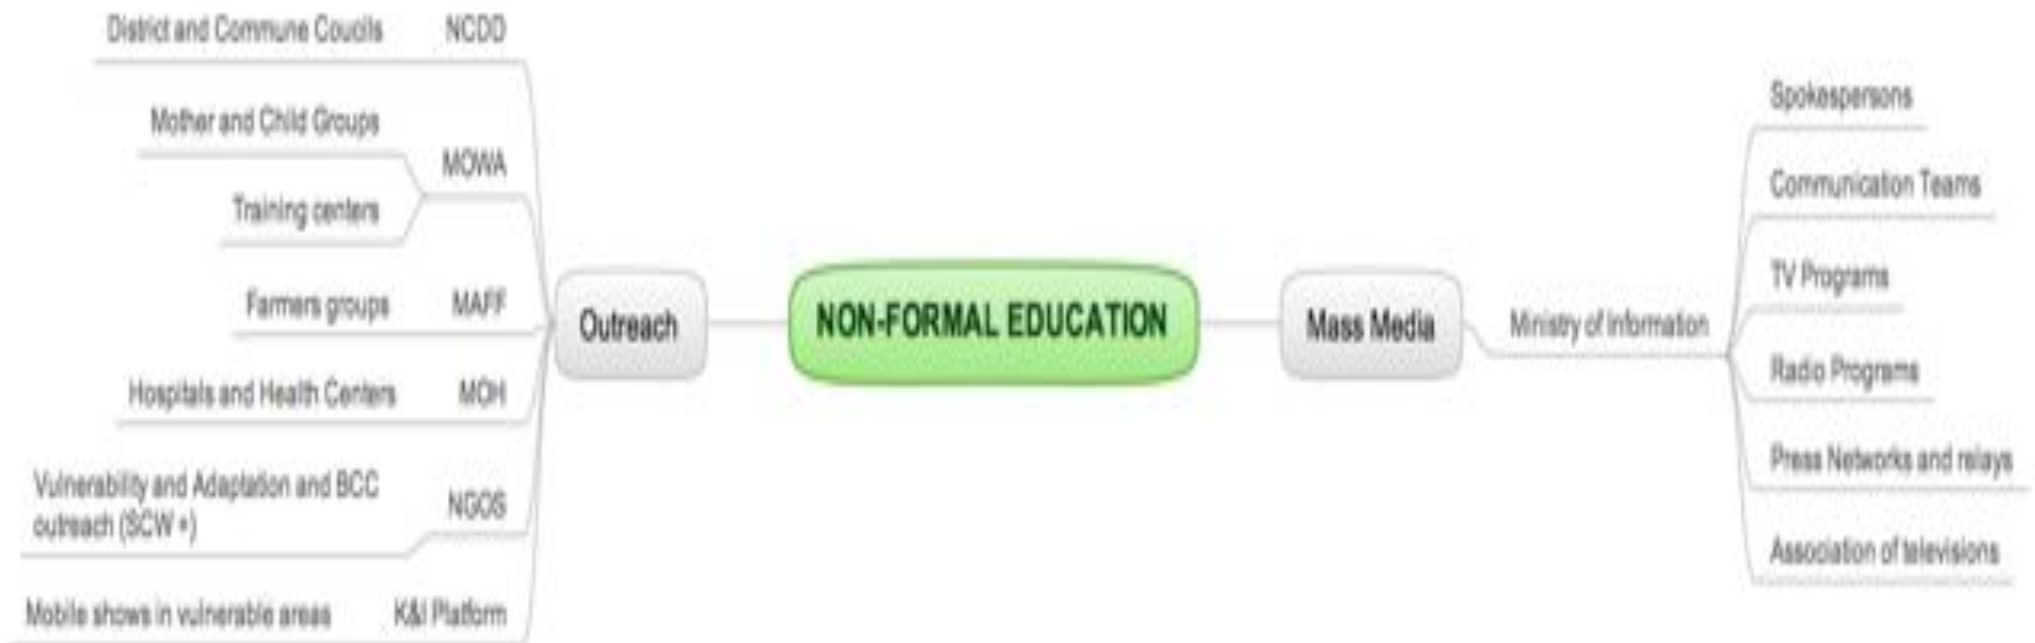 District and Commune Coucils NCDD
Mother and Child Groups
MOWA
Training centers
Farmers groups MAFF
Hospitals and Health Centers MOH
Vulnerability and Adaptation and BCC
outreach (SCW +)
NGOS
Mobile shows in vulnerable areas K&I Platform
Outreach
NON-FORMAL EDUCATION
Mass Media
Ministry of Information
Spokespersons
Communication Teams
TV Programs
Radio Programs
Press Networks and relays
Association of televisions